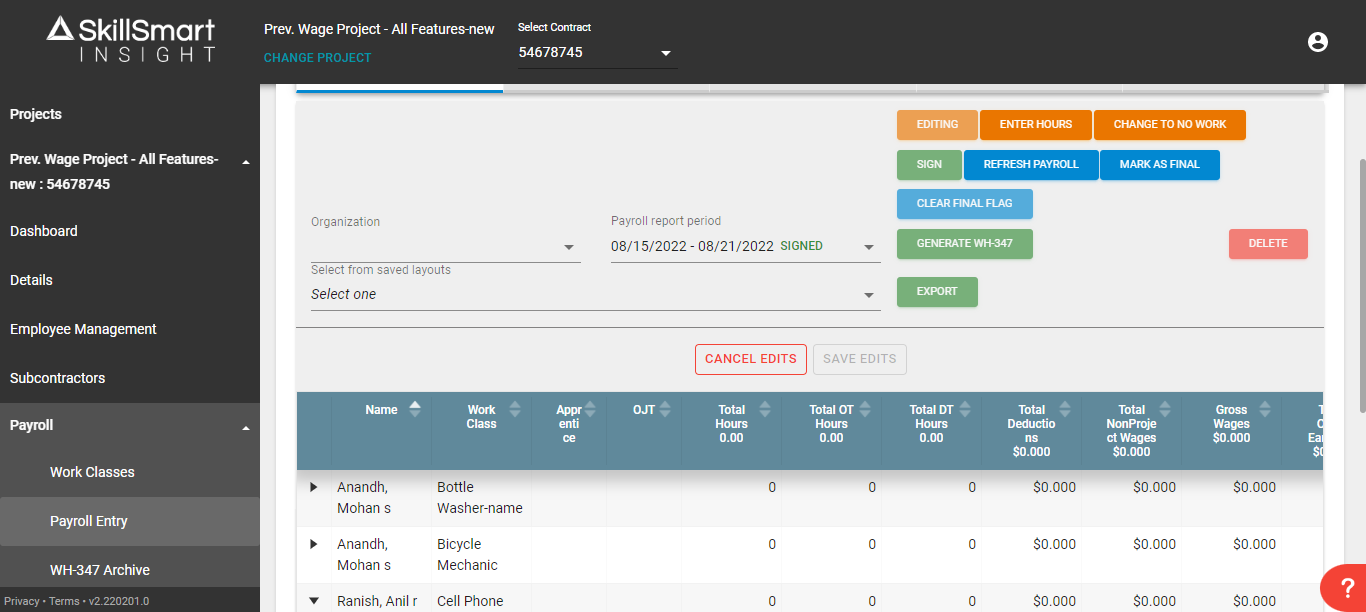 SkillSmart
INSIGHT
Prev. Wage Project - All Features-new
CHANGE PROJECT
Select Contract
54678745
Projects
Prev. Wage Project - All Features-
new : 54678745
Dashboard
Details
Employee Management
Subcontractors
Payroll
Work Classes
Payroll Entry
WH-347 Archive
Privacy • Terms • v2.220201.0
EDITING
ENTER HOURS
CHANGE TO NO WORK
SIGN
REFRESH PAYROLL
MARK AS FINAL
CLEAR FINAL FLAG
GENERATE WH-347
DELETE
EXPORT
Organization
Payroll report period
08/15/2022 - 08/21/2022 SIGNED
Select from saved layouts
Select one
CANCEL EDITS
SAVE EDITS
Name
Work
Class
Appr
enti
ce
OJT
Total
Hours
0.00
Total OT
Hours
0.00
Total DT
Hours
0.00
Total
Deductio
ns
$0.000
Total
NonProje
ct Wages
$0.000
Gross
Wages
$0.000
Anandh,
Mohan s
Bottle
Washer-name
0
0
0
$0.000
$0.000
$0.000
Anandh,
Mohan s
Bicycle
Mechanic
0
0
0
$0.000
$0.000
$0.000
Ranish, Anil r
Cell Phone
0
0
0
$0.000
$0.000
$0.000
?